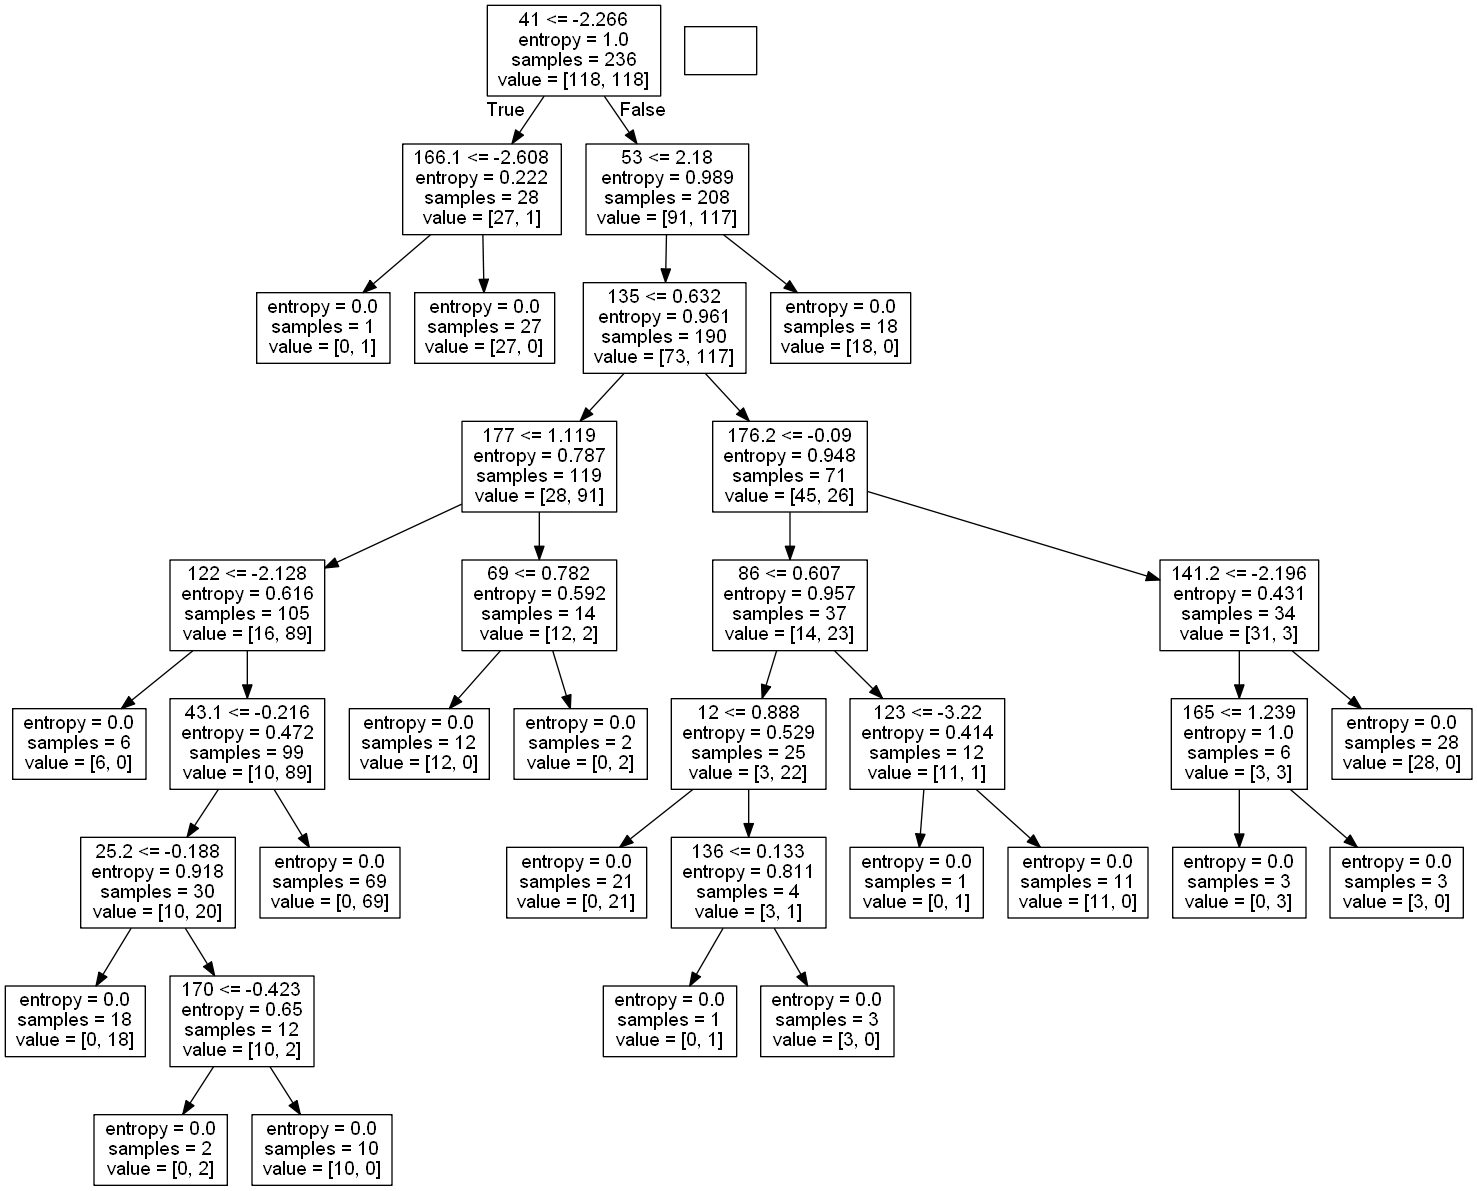 41 <= -2.266
entropy = 1.0
samples = 236
value = [118, 118]
True
False
166.1 <= -2.608
entropy = 0.222
samples = 28
value = [27, 1]
53 <= 2.18
entropy = 0.989
samples = 208
value = [91, 117]
entropy = 0.0
samples = 1
value = [0, 1]
entropy = 0.0
samples = 27
value = [27, 0]
135 <= 0.632
entropy = 0.961
samples = 190
value = [73, 117]
entropy = 0.0
samples = 18
value = [18, 0]
177 <= 1.119
entropy = 0.787
samples = 119
value = [28, 91]
176.2 <= -0.09
entropy = 0.948
samples = 71
value = [45, 26]
122 <= -2.128
entropy = 0.616
samples = 105
value = [16, 89]
69 <= 0.782
entropy = 0.592
samples = 14
value = [12, 2]
86 <= 0.607
entropy = 0.957
samples = 37
value = [14, 23]
141.2 <= -2.196
entropy = 0.431
samples = 34
value = [31, 3]
entropy = 0.0
samples = 6
value = [6, 0]
43.1 <= -0.216
entropy = 0.472
samples = 99
value = [10, 89]
entropy = 0.0
samples = 12
value = [12, 0]
entropy = 0.0
samples = 2
value = [0, 2]
12 <= 0.888
entropy = 0.529
samples = 25
value = [3, 22]
123 <= -3.22
entropy = 0.414
samples = 12
value = [11, 1]
165 <= 1.239
entropy = 1.0
samples = 6
value = [3, 3]
entropy = 0.0
samples = 28
value = [28, 0]
25.2 <= -0.188
entropy = 0.918
samples = 30
value = [10, 20]
entropy = 0.0
samples = 69
value = [0, 69]
entropy = 0.0
samples = 21
value = [0, 21]
136 <= 0.133
entropy = 0.811
samples = 4
value = [3, 1]
entropy = 0.0
samples = 1
value = [0, 1]
entropy = 0.0
samples = 11
value = [11, 0]
entropy = 0.0
samples = 3
value = [0, 3]
entropy = 0.0
samples = 3
value = [3, 0]
entropy = 0.0
samples = 18
value = [0, 18]
170 <= -0.423
entropy = 0.65
samples = 12
value = [10, 2]
entropy = 0.0
samples = 1
value = [0, 1]
entropy = 0.0
samples = 3
value = [3, 0]
entropy = 0.0
samples = 2
value = [0, 2]
entropy = 0.0
samples = 10
value = [10, 0]